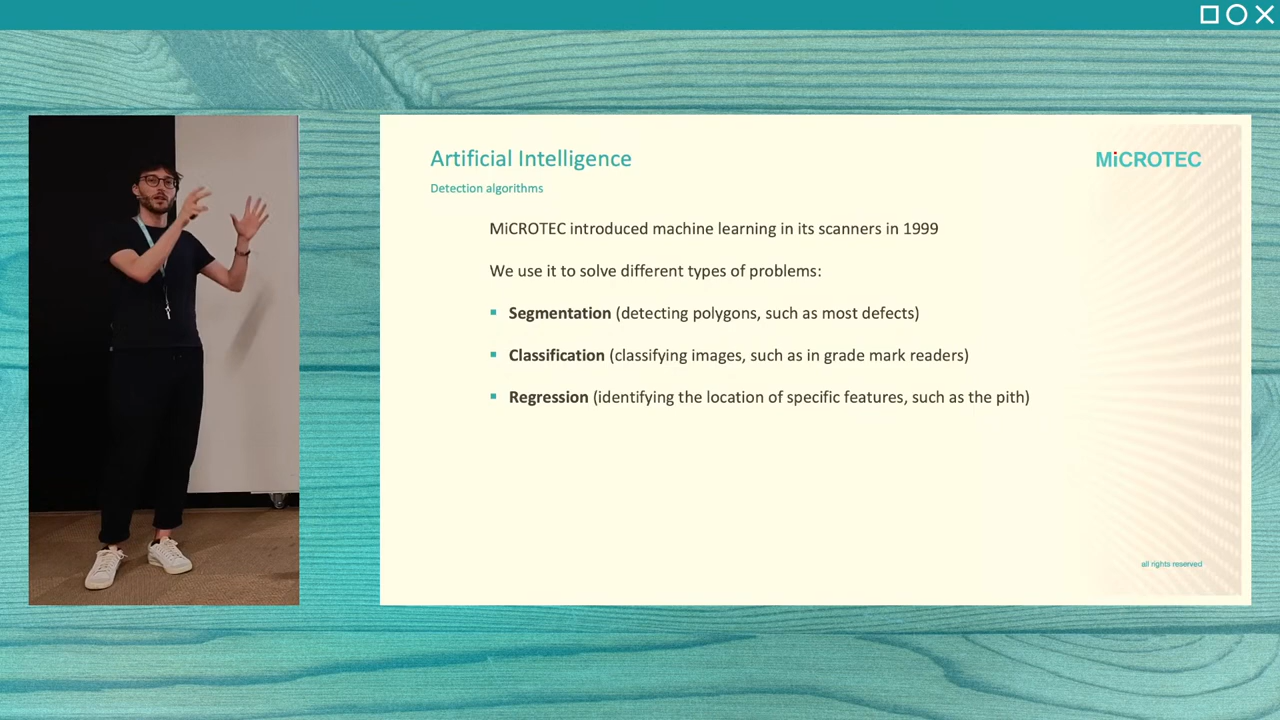 Artificial Intelligence
MiCROTEC
Detection algorithms
MiCROTEC introduced machine learning in its scanners in 1999
We use it to solve different types of problems:
▪ Segmentation (detecting polygons, such as most defects)
▪ Classification (classifying images, such as in grade mark readers)
▪ Regression (identifying the location of specific features, such as the pith)
all rights reserved